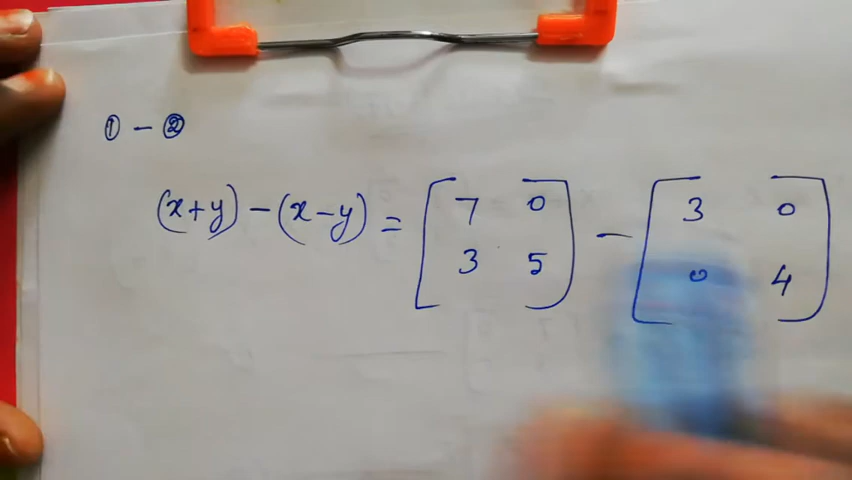 ① - ②
(x+y) - (x-y) = [7 0 - [3 0
3 5] 0 4]